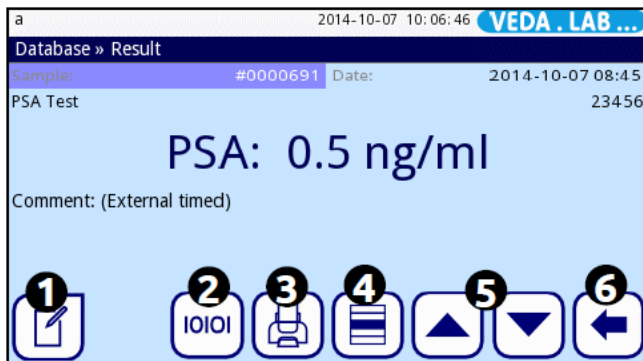 a 2014-10-07 10:06:46 VEDA.LAB ...
Database » Result
Sample: #0000691 Date: 2014-10-07 08:45
PSA Test 23456
PSA: 0.5 ng/ml
Comment: (External timed)
1 2 3 4 5 6
IOIOI